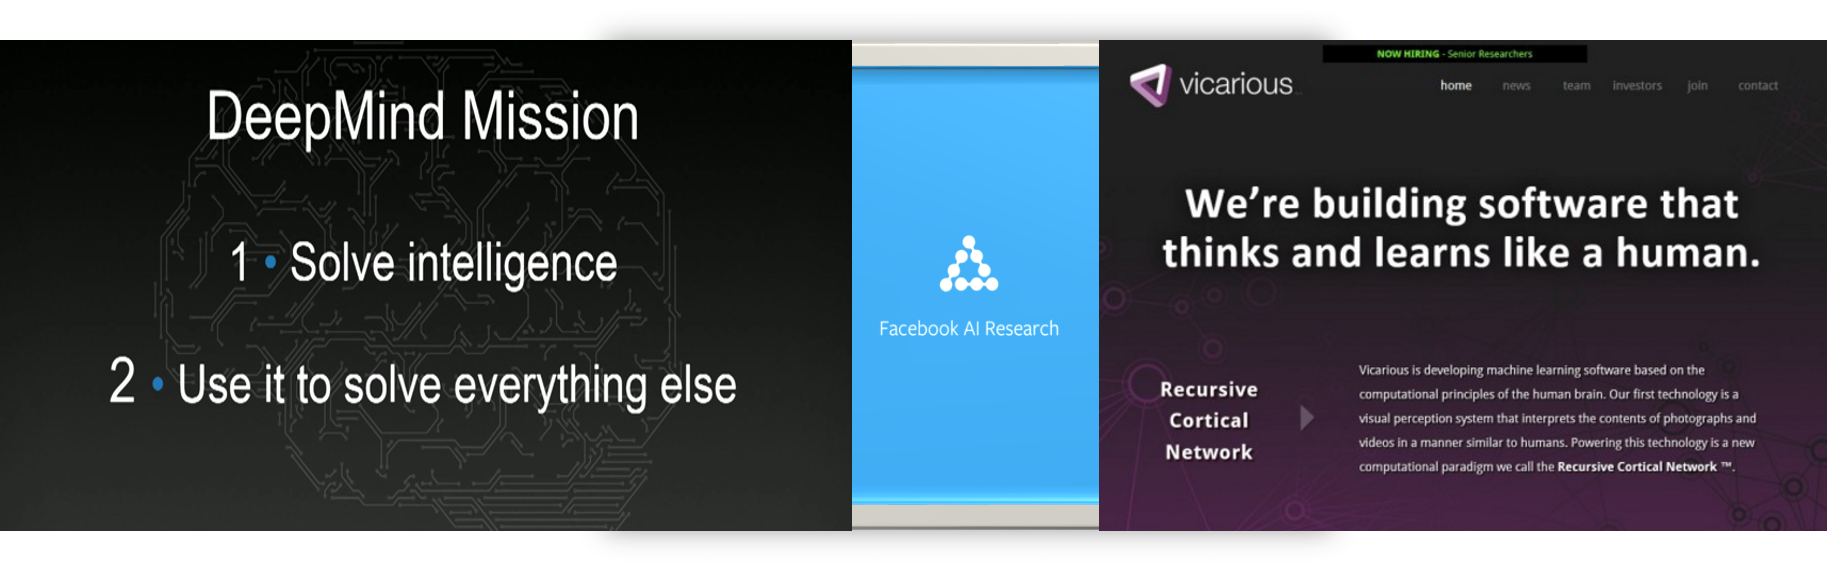 DeepMind Mission
1 • Solve intelligence
2 • Use it to solve everything else
Facebook AI Research
NOW HIRING - Senior Researchers
vicarious
home news team investors join contact
We're building software that
thinks and learns like a human.
Recursive
Cortical
Network
Vicarious is developing machine learning software based on the
computational principles of the human brain. Our first technology is a
visual perception system that interprets the contents of photographs and
videos in a manner similar to humans. Powering this technology is a new
computational paradigm we call the Recursive Cortical Network ™.